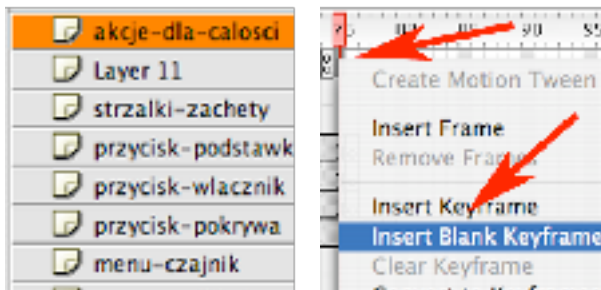 akcje-dla-calosci
Layer 11
strzalki-zachety
przycisk-podstawk
przycisk-wlacznik
przycisk-pokrywa
menu-czajnik
90
Create Motion Tween
Insert Frame
Remove Frames
Insert Keyframe
Insert Blank Keyframe
Clear Keyframe